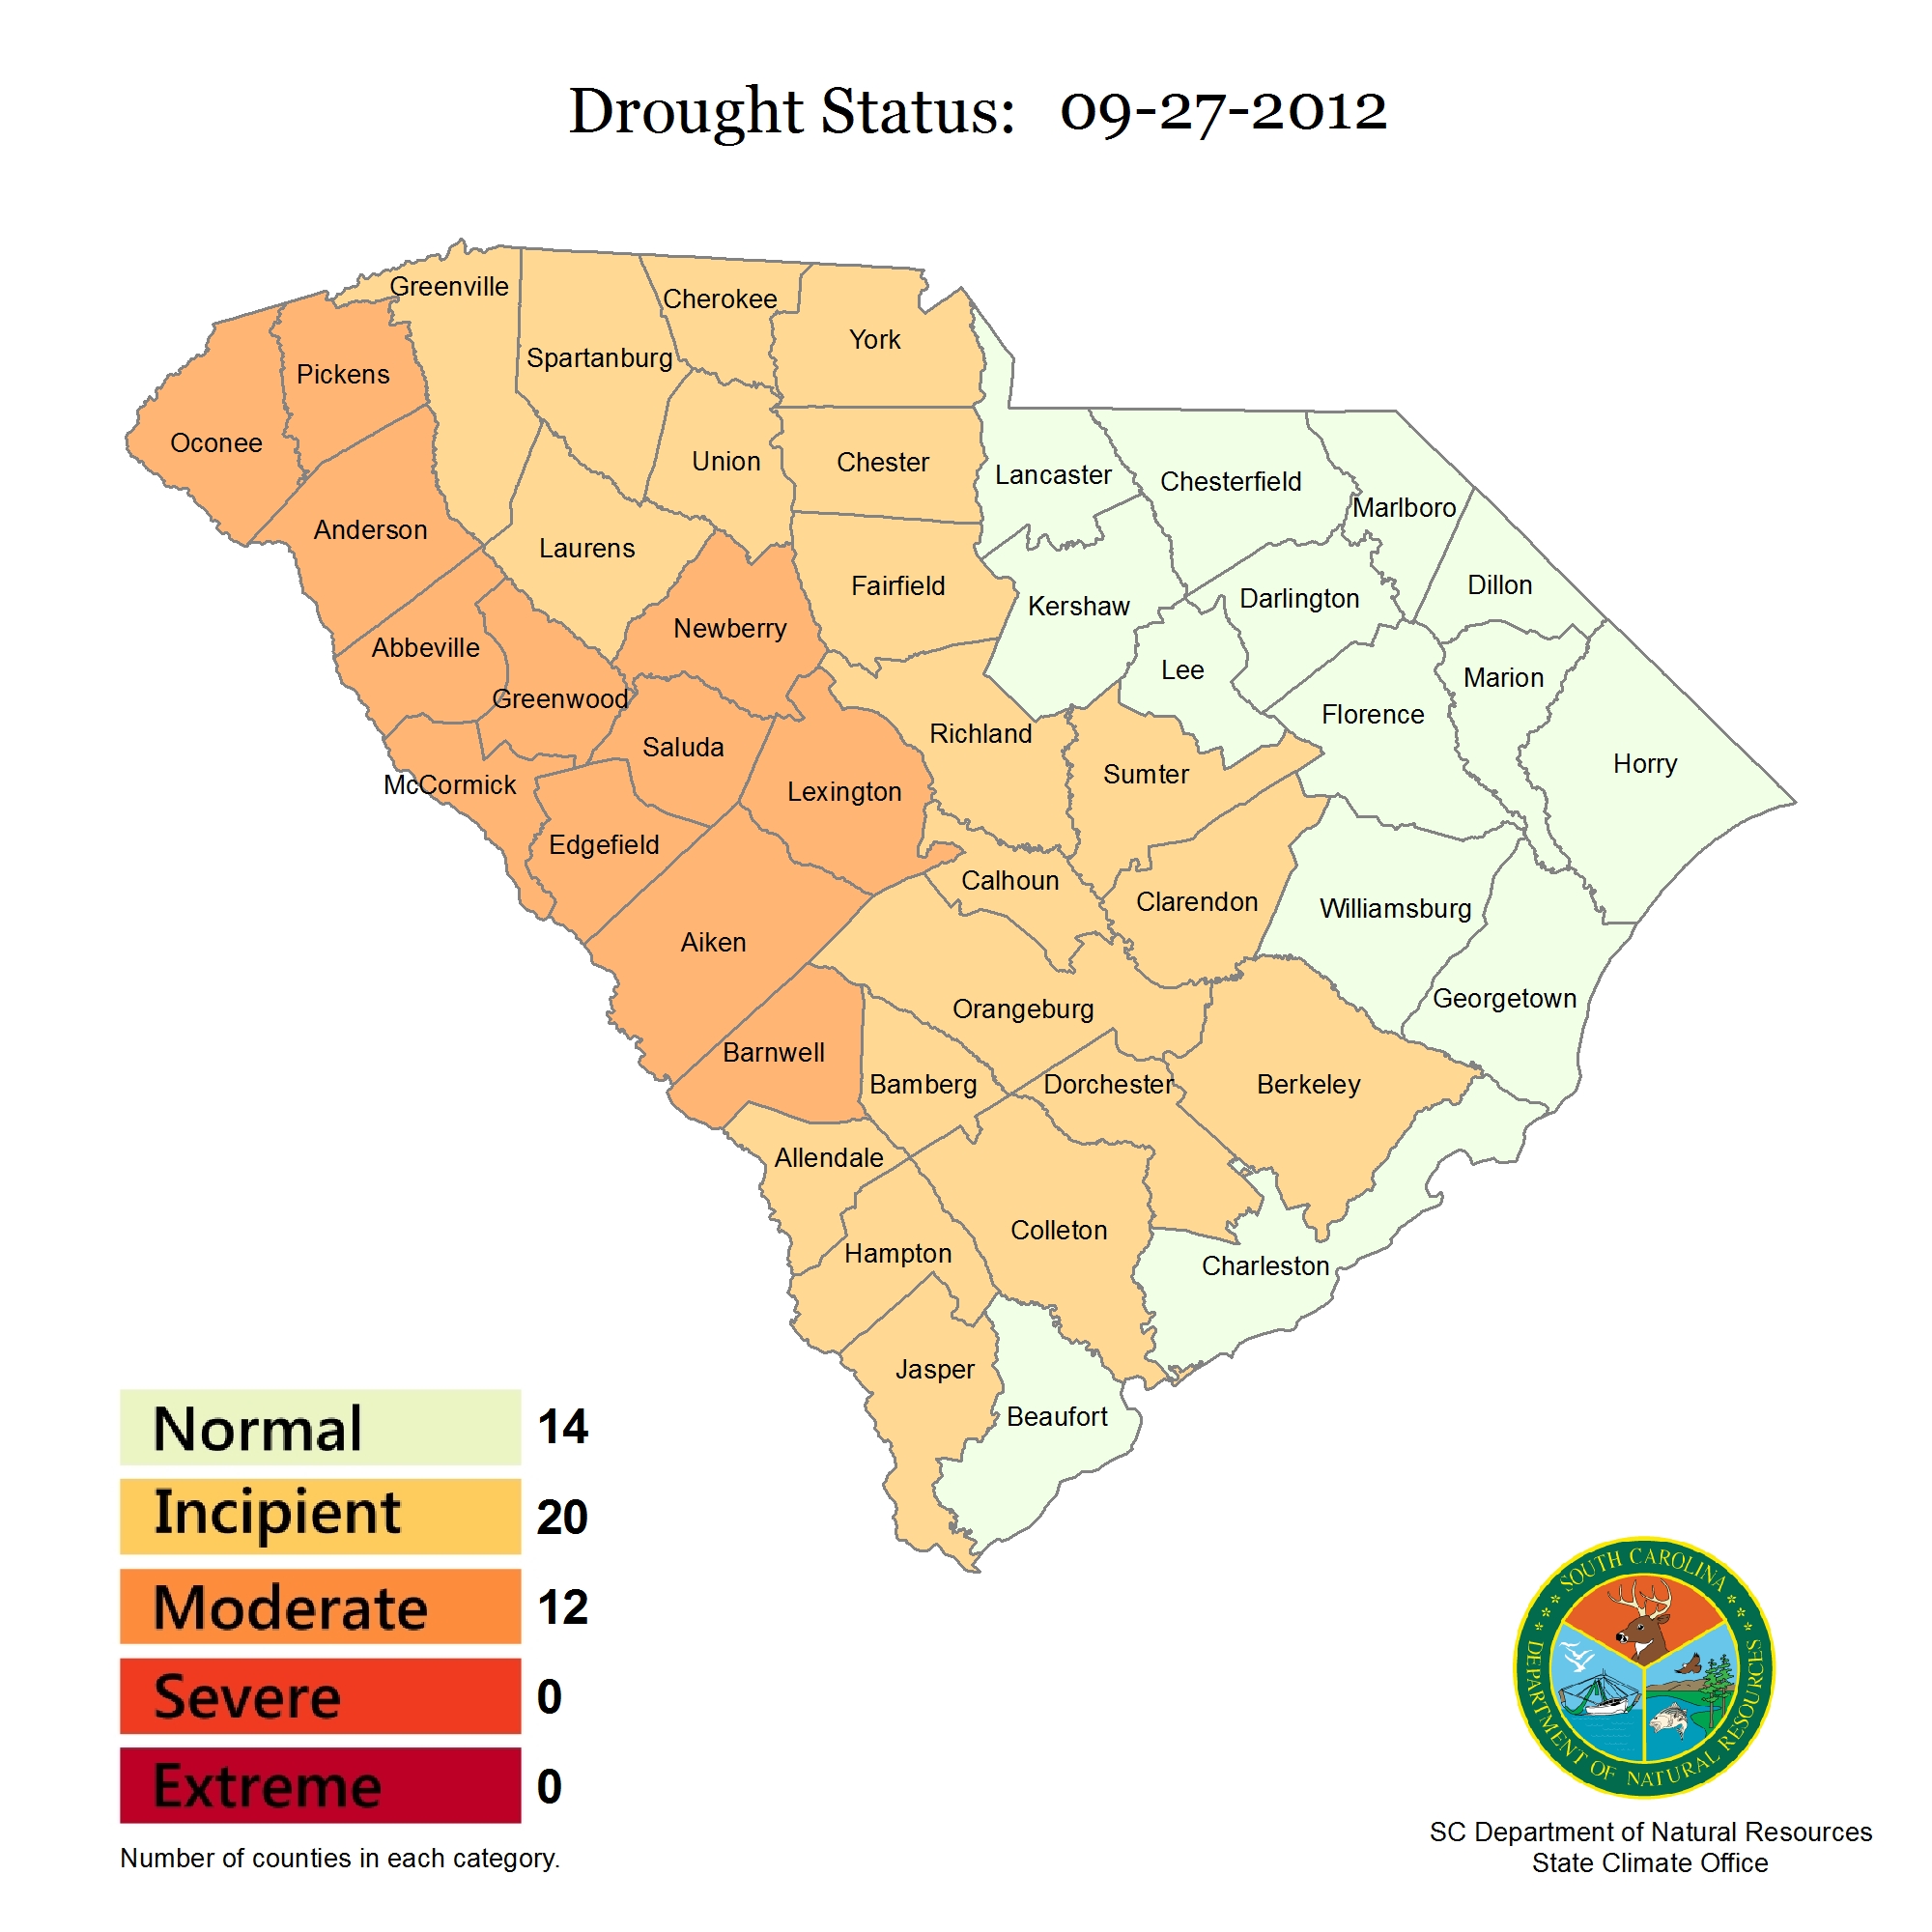 Drought Status: 09-27-2012
Greenville
Cherokee
York
Spartanburg
Pickens
Oconee
Union
Chester
Lancaster
Chesterfield
Marlboro
Anderson
Laurens
Fairfield
Kershaw
Darlington
Dillon
Abbeville
Newberry
Lee
Marion
Greenwood
Richland
Florence
Saluda
Sumter
Horry
McCormick
Lexington
Edgefield
Calhoun
Clarendon
Williamsburg
Aiken
Orangeburg
Georgetown
Barnwell
Bamberg
Dorchester
Berkeley
Allendale
Colleton
Hampton
Charleston
Jasper
Beaufort
Normal 14
Incipient 20
Moderate 12
Severe 0
Extreme 0
Number of counties in each category.
SOUTH CAROLINA
DEPARTMENT OF NATURAL RESOURCES
SC Department of Natural Resources
State Climate Office